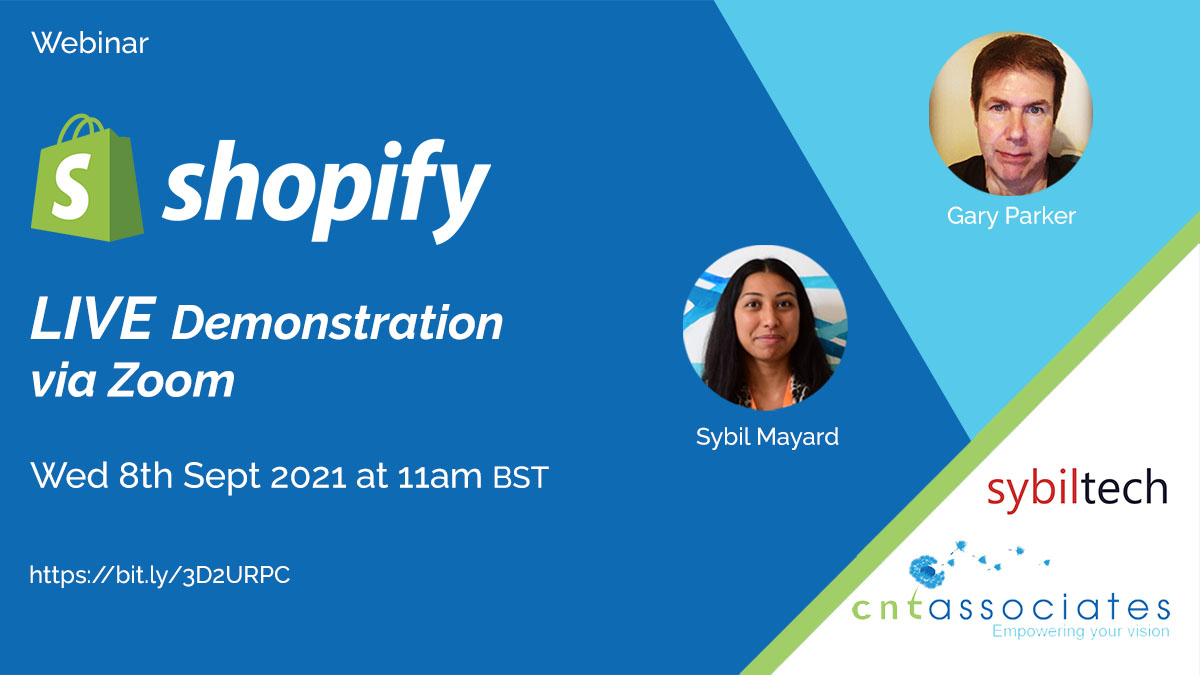 Webinar
S shopify
LIVE Demonstration
via Zoom
Wed 8th Sept 2021 at 11am BST
https://bit.ly/3D2URPC
Gary Parker
Sybil Mayard
sybiltech
cntassociates
Empowering your vision